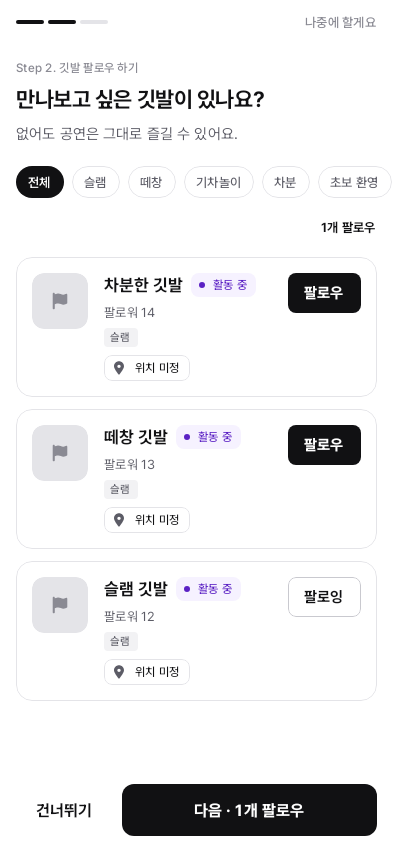 나중에 할게요
Step 2. 깃발 팔로우 하기
만나보고 싶은 깃발이 있나요?
없어도 공연은 그대로 즐길 수 있어요.
전체 슬램 떼창 기차놀이 차분 초보 환영
1개 팔로우
차분한 깃발 활동 중 팔로우
팔로워 14
슬램
위치 미정
떼창 깃발 활동 중 팔로우
팔로워 13
슬램
위치 미정
슬램 깃발 활동 중 팔로잉
팔로워 12
슬램
위치 미정
건너뛰기 다음 · 1개 팔로우